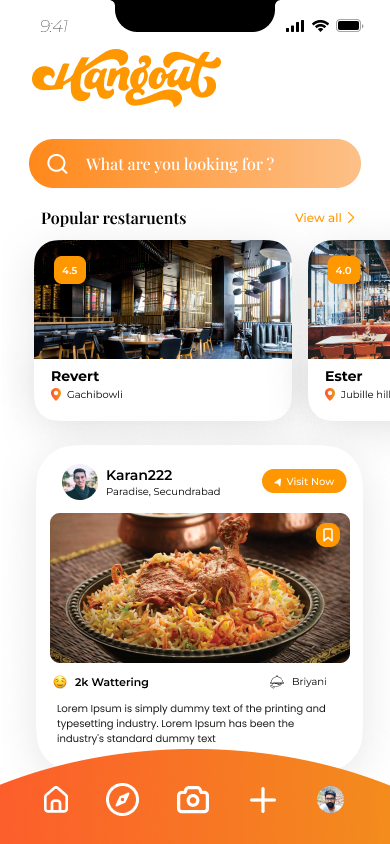 9:41
Hangout
What are you looking for ?
Popular restaruents
View all
4.5
4.0
Revert
Gachibowli
Ester
Jubille hill
Karan222
Paradise, Secundrabad
Visit Now
2k Wattering
Briyani
Lorem Ipsum is simply dummy text of the printing and
typesetting industry. Lorem Ipsum has been the
industry's standard dummy text